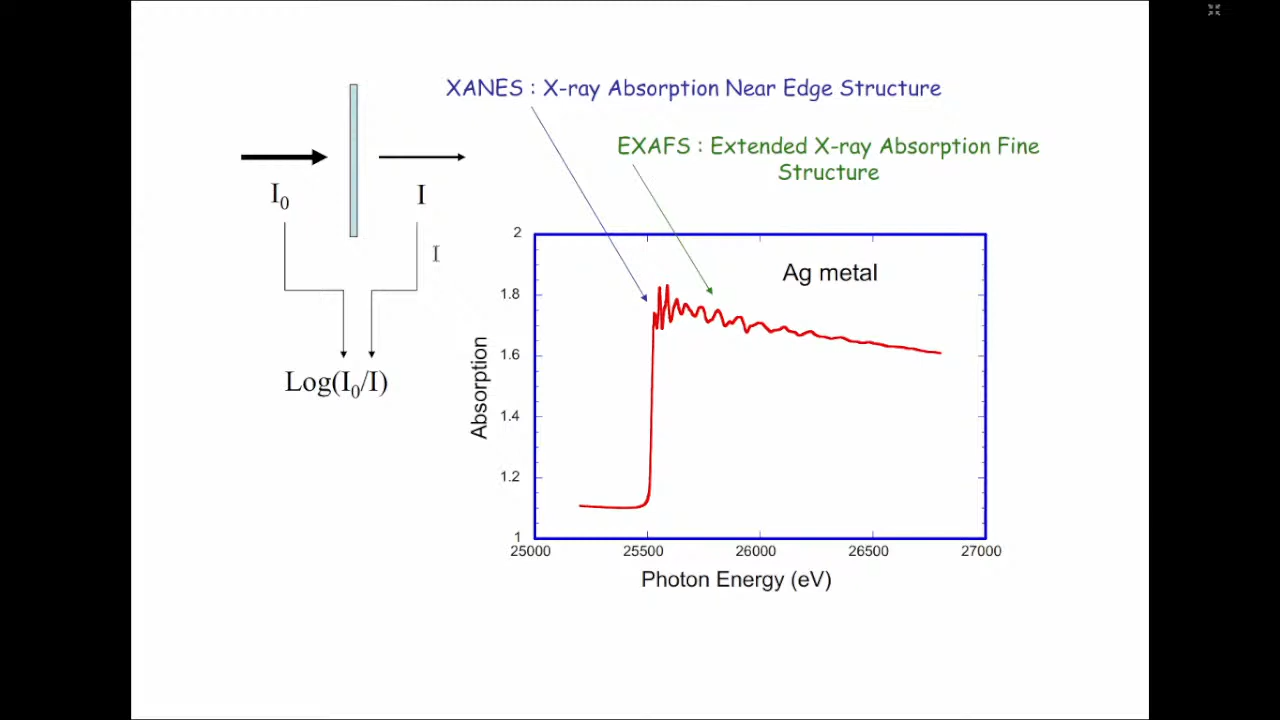 XANES : X-ray Absorption Near Edge Structure
EXAFS : Extended X-ray Absorption Fine
Structure
I₀
I
I
Log(I₀/I)
Ag metal
Absorption
2
1.8
1.6
1.4
1.2
1
25000
25500
26000
26500
27000
Photon Energy (eV)